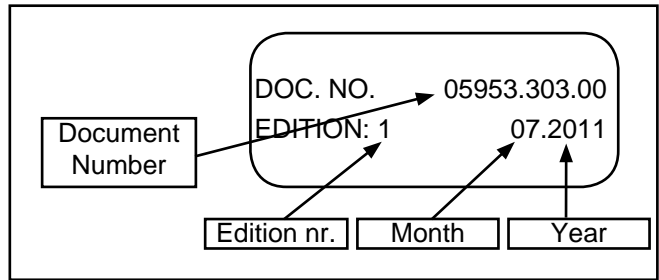 DOC. NO. 05953.303.00
EDITION: 1 07.2011
Document
Number
Edition nr. Month Year